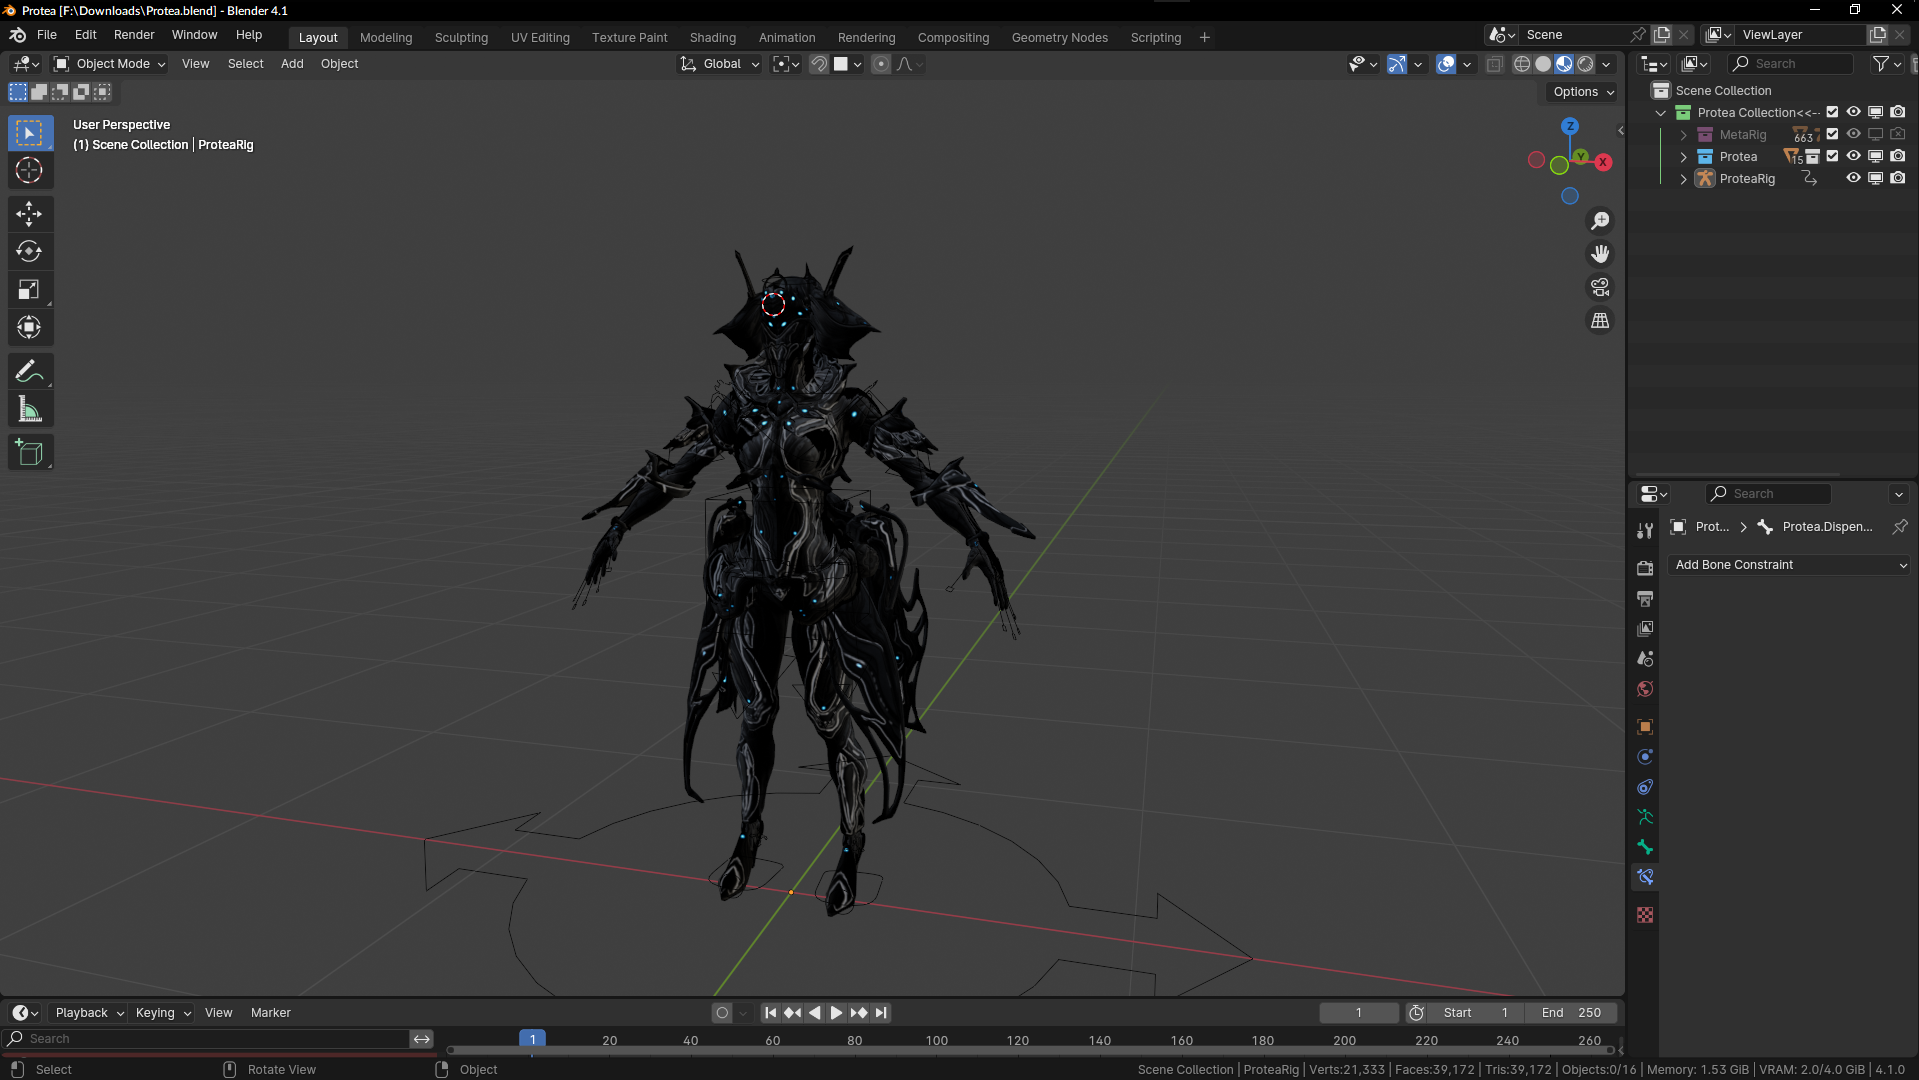 Protea [F:\Downloads\Protea.blend] - Blender 4.1
File Edit Render Window Help
Layout Modeling Sculpting UV Editing Texture Paint Shading Animation Rendering Compositing Geometry Nodes Scripting +
Scene
ViewLayer
Object Mode View Select Add Object
Global
Search
Options
User Perspective
(1) Scene Collection | ProteaRig
Z
Y
X
Scene Collection
Protea Collection<<--
MetaRig 663
Protea 15
ProteaRig
Search
Prot... Protea.Dispen...
Add Bone Constraint
Playback Keying View Marker
1 Start 1 End 250
Search
1 20 40 60 80 100 120 140 160 180 200 220 240 260
Select Rotate View Object
Scene Collection | ProteaRig | Verts:21,333 | Faces:39,172 | Tris:39,172 | Objects:0/16 | Memory: 1.53 GiB | VRAM: 2.0/4.0 GiB | 4.1.0